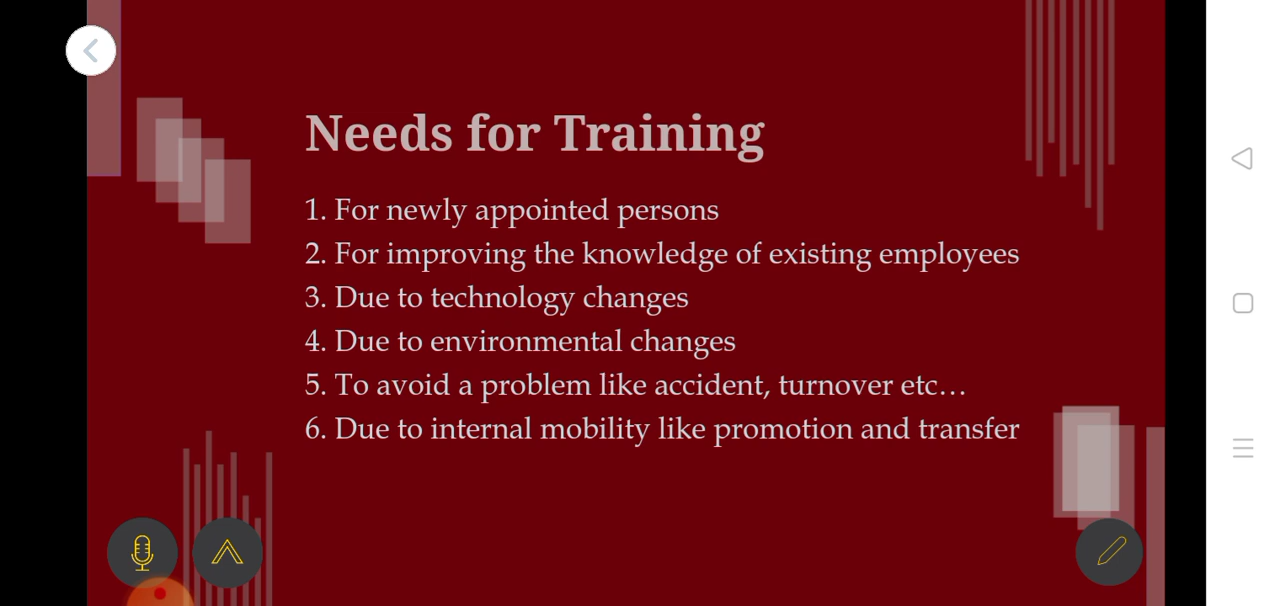 Needs for Training
1. For newly appointed persons
2. For improving the knowledge of existing employees
3. Due to technology changes
4. Due to environmental changes
5. To avoid a problem like accident, turnover etc…
6. Due to internal mobility like promotion and transfer